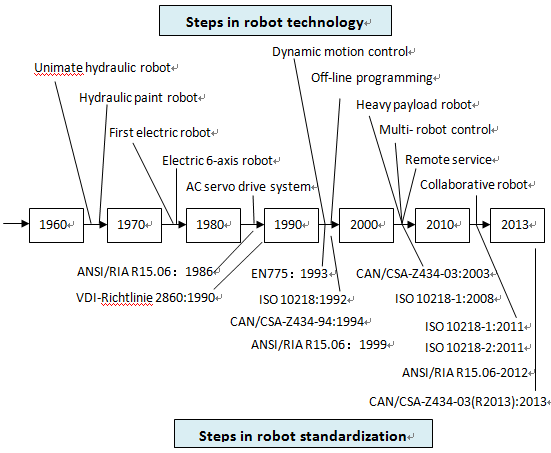 Steps in robot technology
Dynamic motion control
Unimate hydraulic robot
Off-line programming
Hydraulic paint robot
Heavy payload robot
First electric robot
Multi- robot control
Electric 6-axis robot
Remote service
AC servo drive system
Collaborative robot
1960
1970
1980
1990
2000
2010
2013
ANSI/RIA R15.06：1986
EN775：1993
CAN/CSA-Z434-03:2003
VDI-Richtlinie 2860:1990
ISO 10218:1992
ISO 10218-1:2008
CAN/CSA-Z434-94:1994
ISO 10218-1:2011
ANSI/RIA R15.06：1999
ISO 10218-2:2011
ANSI/RIA R15.06-2012
CAN/CSA-Z434-03(R2013):2013
Steps in robot standardization